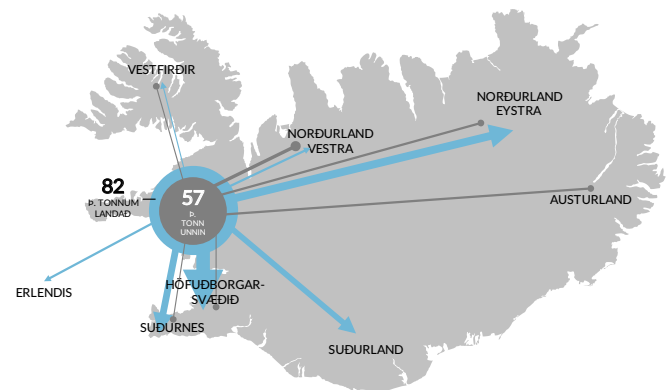 VESTFIRÐIR
NORÐURLAND
EYSTRA
NORÐURLAND
VESTRA
82
Þ. TONNUM
LANDAÐ
57
Þ.
TONN
UNNIN
AUSTURLAND
ERLENDIS
HÖFUÐBORGAR-
SVÆÐIÐ
SUÐURNES
SUÐURLAND